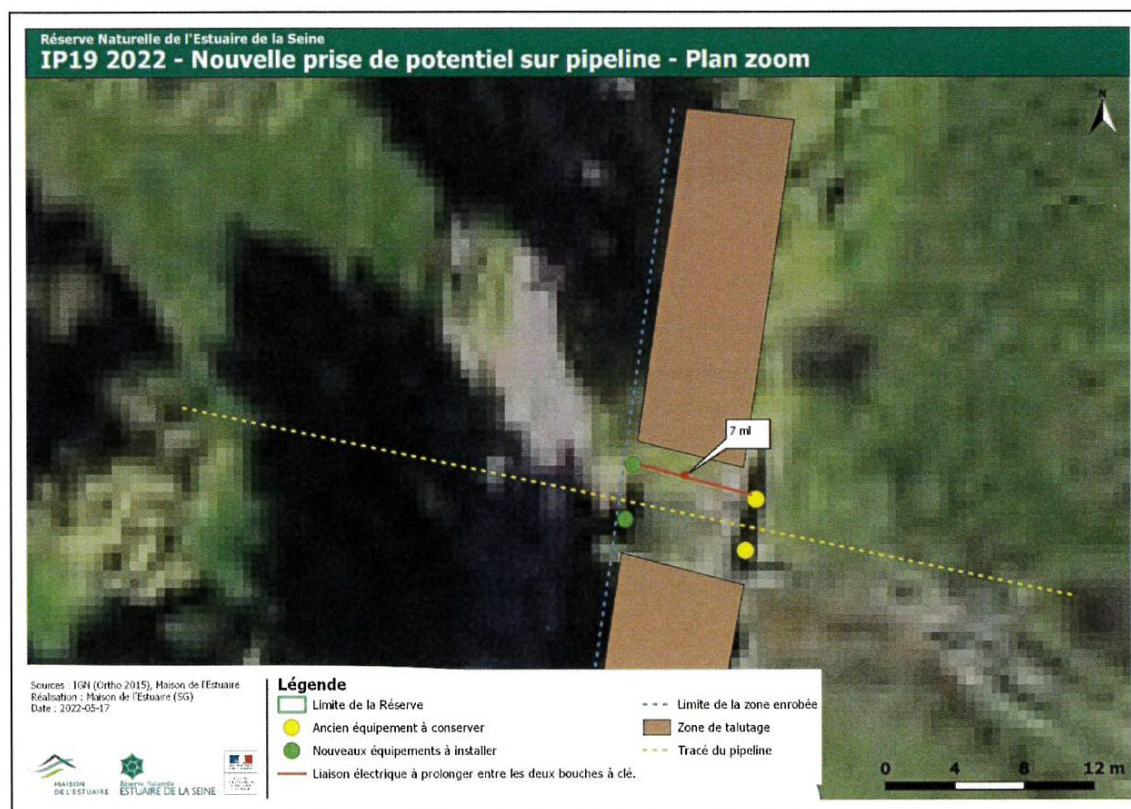 Réserve Naturelle de l'Estuaire de la Seine
IP19 2022 - Nouvelle prise de potentiel sur pipeline - Plan zoom
N
7 ml
Sources : IGN (Ortho 2015), Maison de l'Estuaire
Réalisation : Maison de l'Estuaire (SG)
Date : 2022-05-17
Légende
Limite de la Réserve
Ancien équipement à conserver
Nouveaux équipements à installer
Liaison électrique à prolonger entre les deux bouches à clé.
Limite de la zone enrobée
Zone de talutage
Tracé du pipeline
MAISON
DE L'ESTUAIRE
Réserve Naturelle
ESTUAIRE DE LA SEINE
0 4 8 12 m